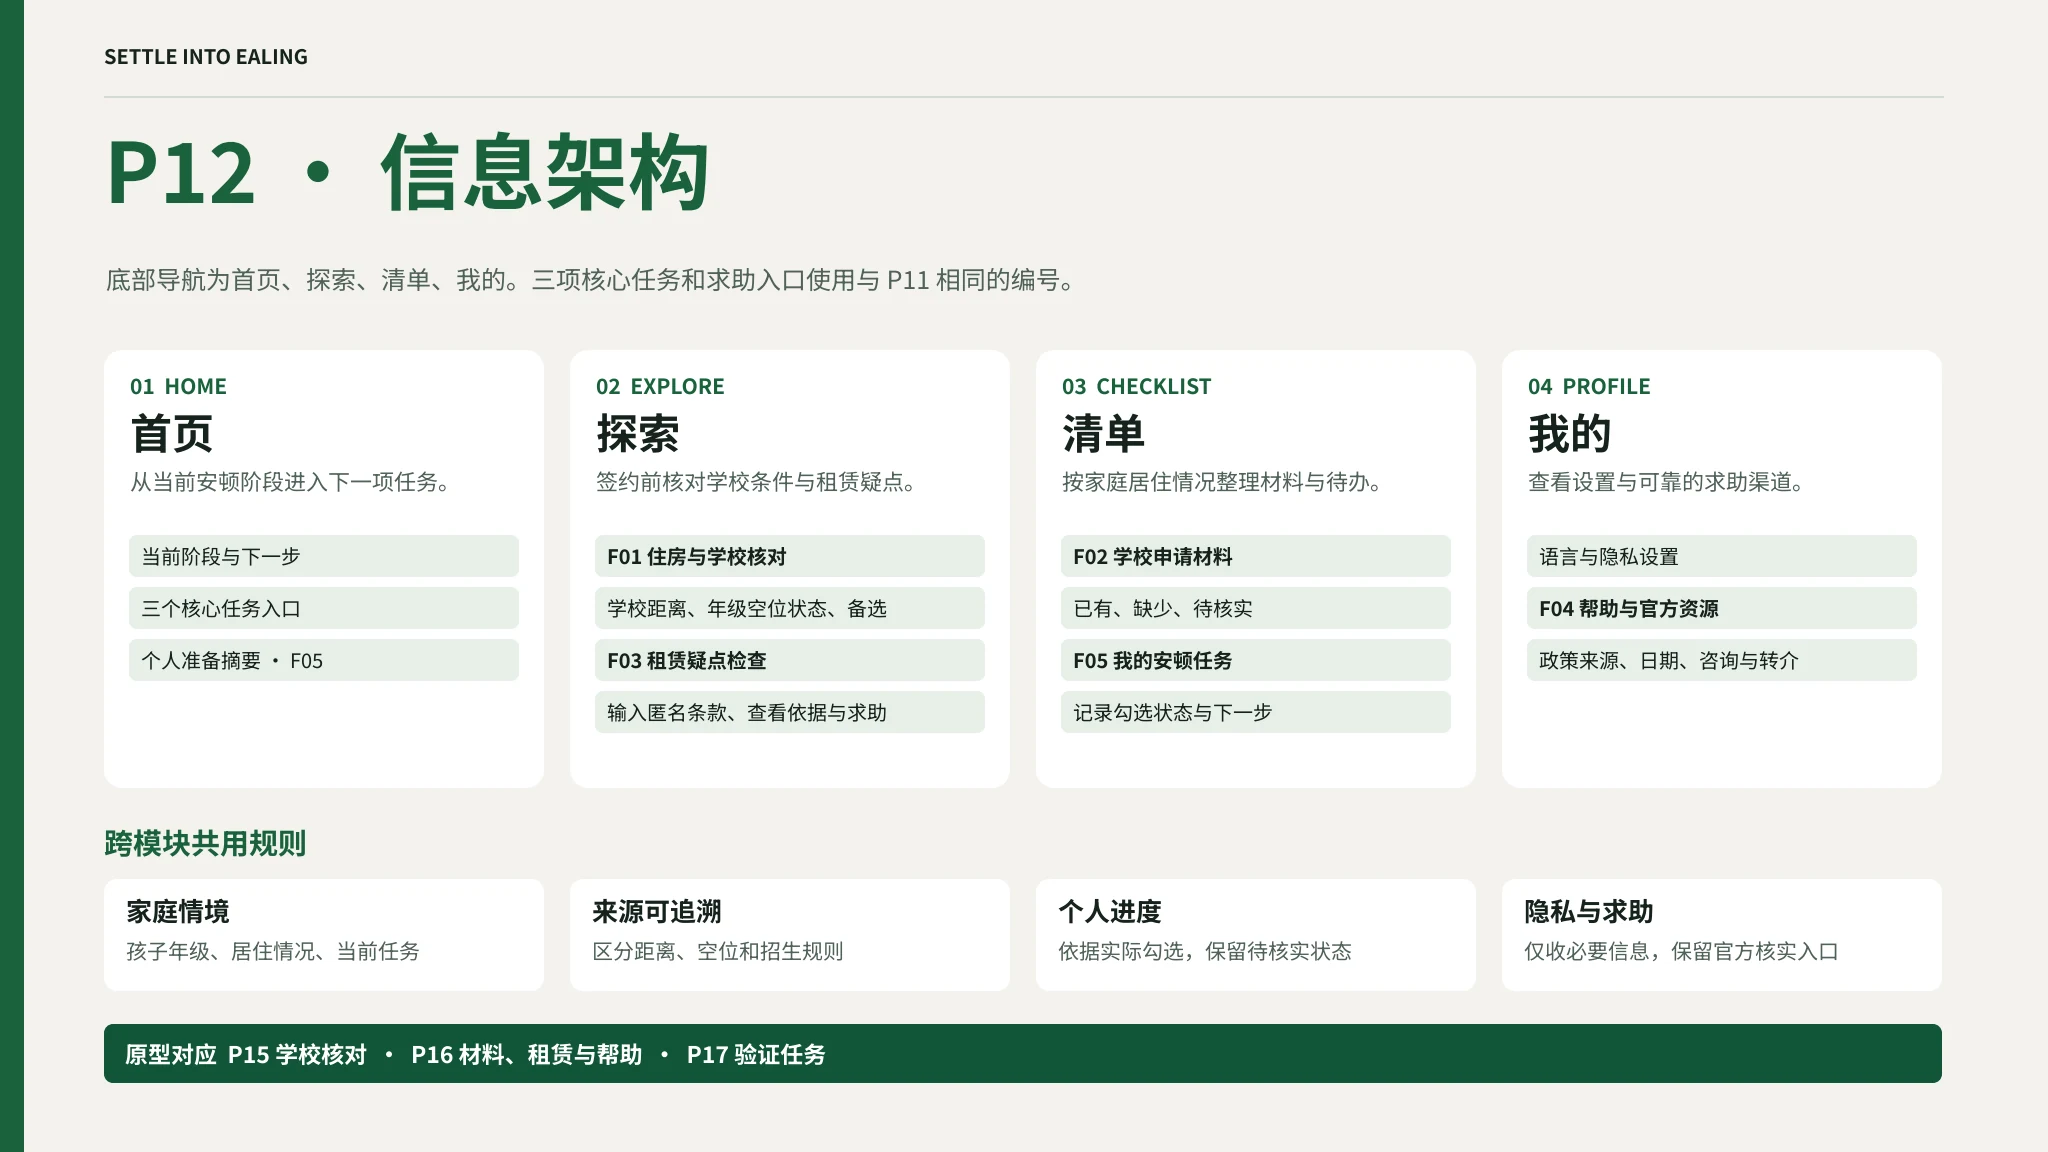 SETTLE INTO EALING
P12 · 信息架构
底部导航为首页、探索、清单、我的。三项核心任务和求助入口使用与 P11 相同的编号。
01 HOME
首页
从当前安顿阶段进入下一项任务。
当前阶段与下一步
三个核心任务入口
个人准备摘要 · F05
02 EXPLORE
探索
签约前核对学校条件与租赁疑点。
F01 住房与学校核对
学校距离、年级空位状态、备选
F03 租赁疑点检查
输入匿名条款、查看依据与求助
03 CHECKLIST
清单
按家庭居住情况整理材料与待办。
F02 学校申请材料
已有、缺少、待核实
F05 我的安顿任务
记录勾选状态与下一步
04 PROFILE
我的
查看设置与可靠的求助渠道。
语言与隐私设置
F04 帮助与官方资源
政策来源、日期、咨询与转介
跨模块共用规则
家庭情境
孩子年级、居住情况、当前任务
来源可追溯
区分距离、空位和招生规则
个人进度
依据实际勾选，保留待核实状态
隐私与求助
仅收必要信息，保留官方核实入口
原型对应 P15 学校核对 · P16 材料、租赁与帮助 · P17 验证任务